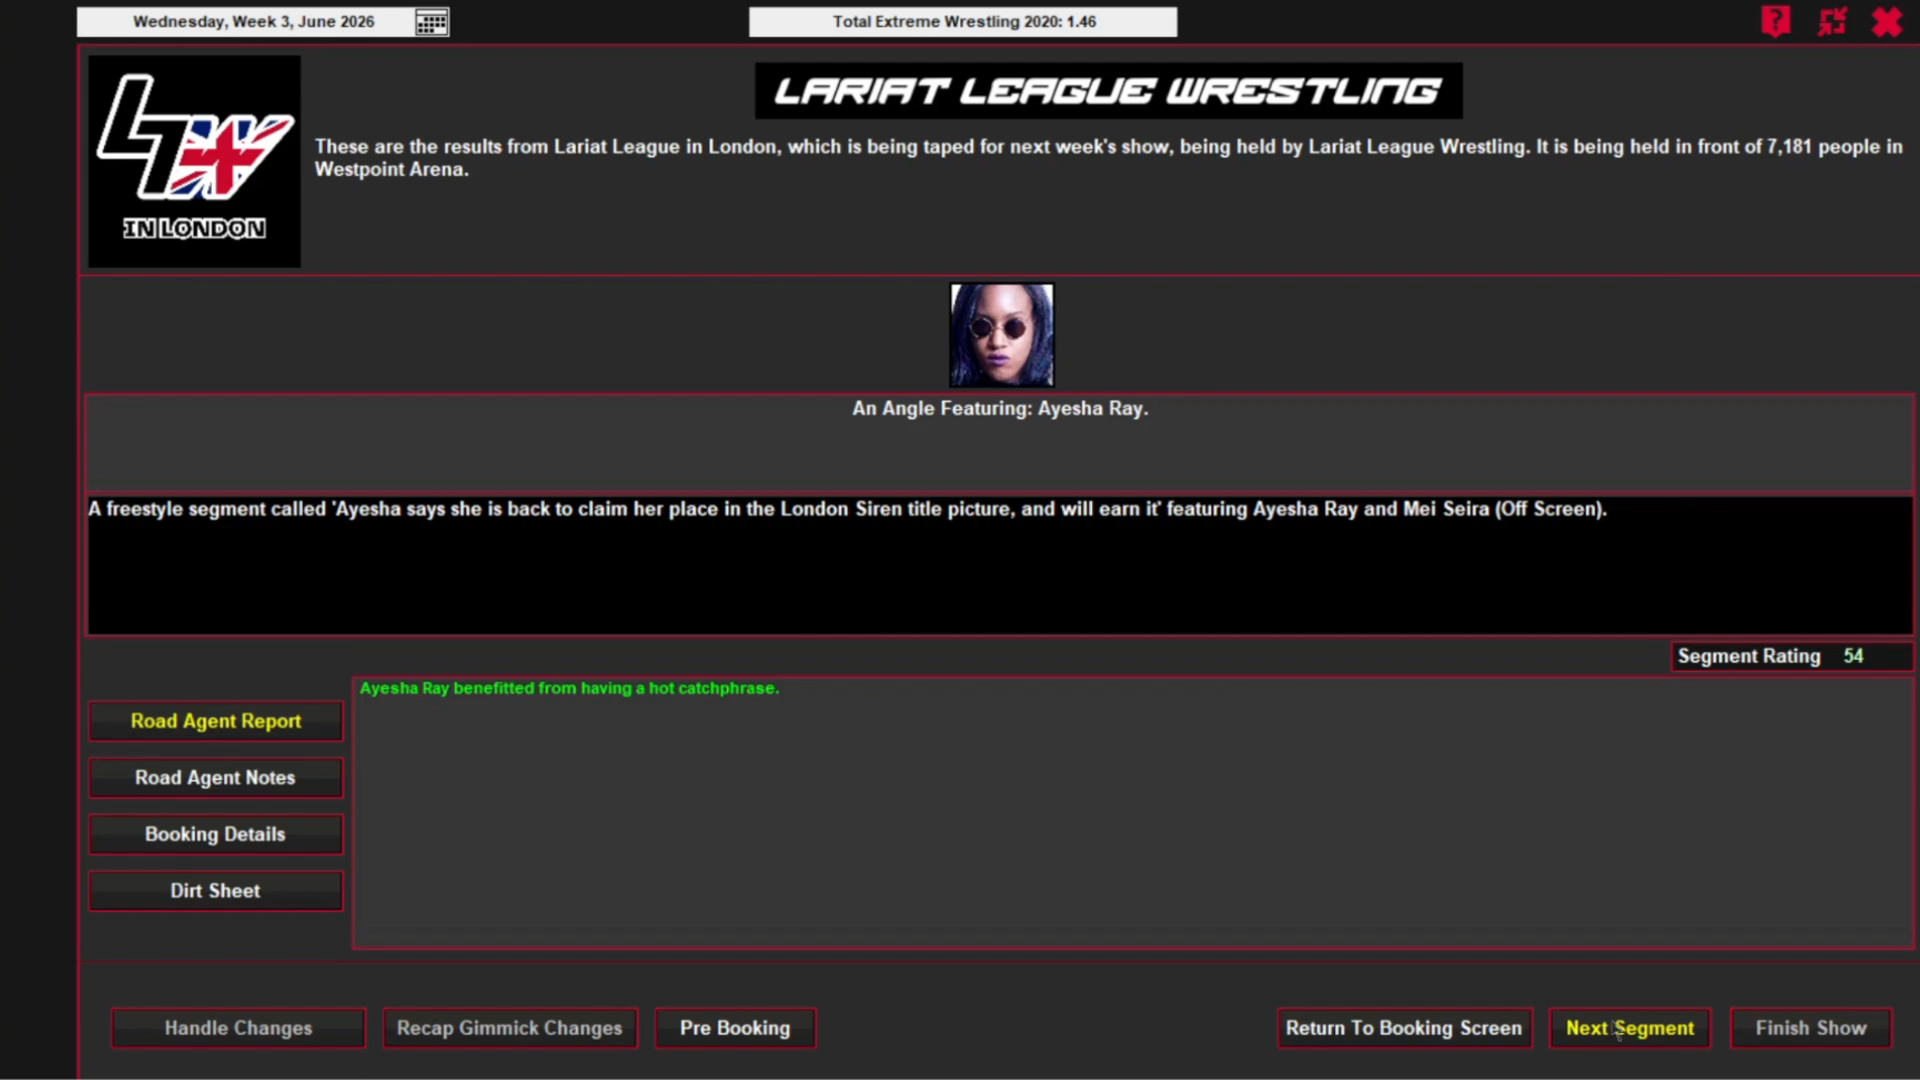 Wednesday, Week 3, June 2026
Total Extreme Wrestling 2020: 1.46
?
LTW
IN LONDON
LARIAT LEAGUE WRESTLING
These are the results from Lariat League in London, which is being taped for next week's show, being held by Lariat League Wrestling. It is being held in front of 7,181 people in
Westpoint Arena.
An Angle Featuring: Ayesha Ray.
A freestyle segment called 'Ayesha says she is back to claim her place in the London Siren title picture, and will earn it' featuring Ayesha Ray and Mei Seira (Off Screen).
Segment Rating 54
Ayesha Ray benefitted from having a hot catchphrase.
Road Agent Report
Road Agent Notes
Booking Details
Dirt Sheet
Handle Changes
Recap Gimmick Changes
Pre Booking
Return To Booking Screen
Next Segment
Finish Show